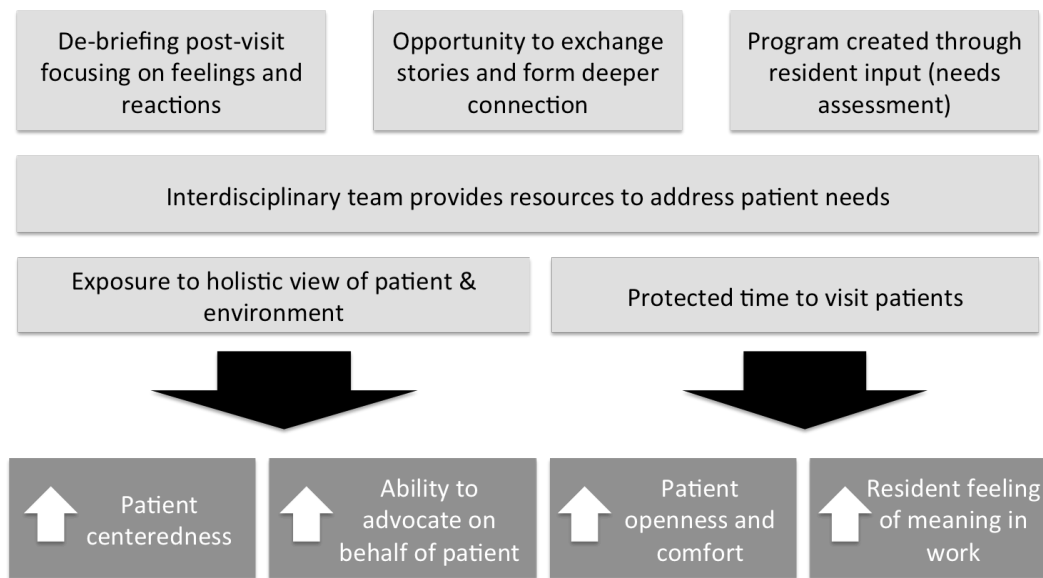 De-briefing post-visit
focusing on feelings and
reactions
Opportunity to exchange
stories and form deeper
connection
Program created through
resident input (needs
assessment)
Interdisciplinary team provides resources to address patient needs
Exposure to holistic view of patient &
environment
Protected time to visit patients
Patient
centeredness
Ability to
advocate on
behalf of patient
Patient
openness and
comfort
Resident feeling
of meaning in
work